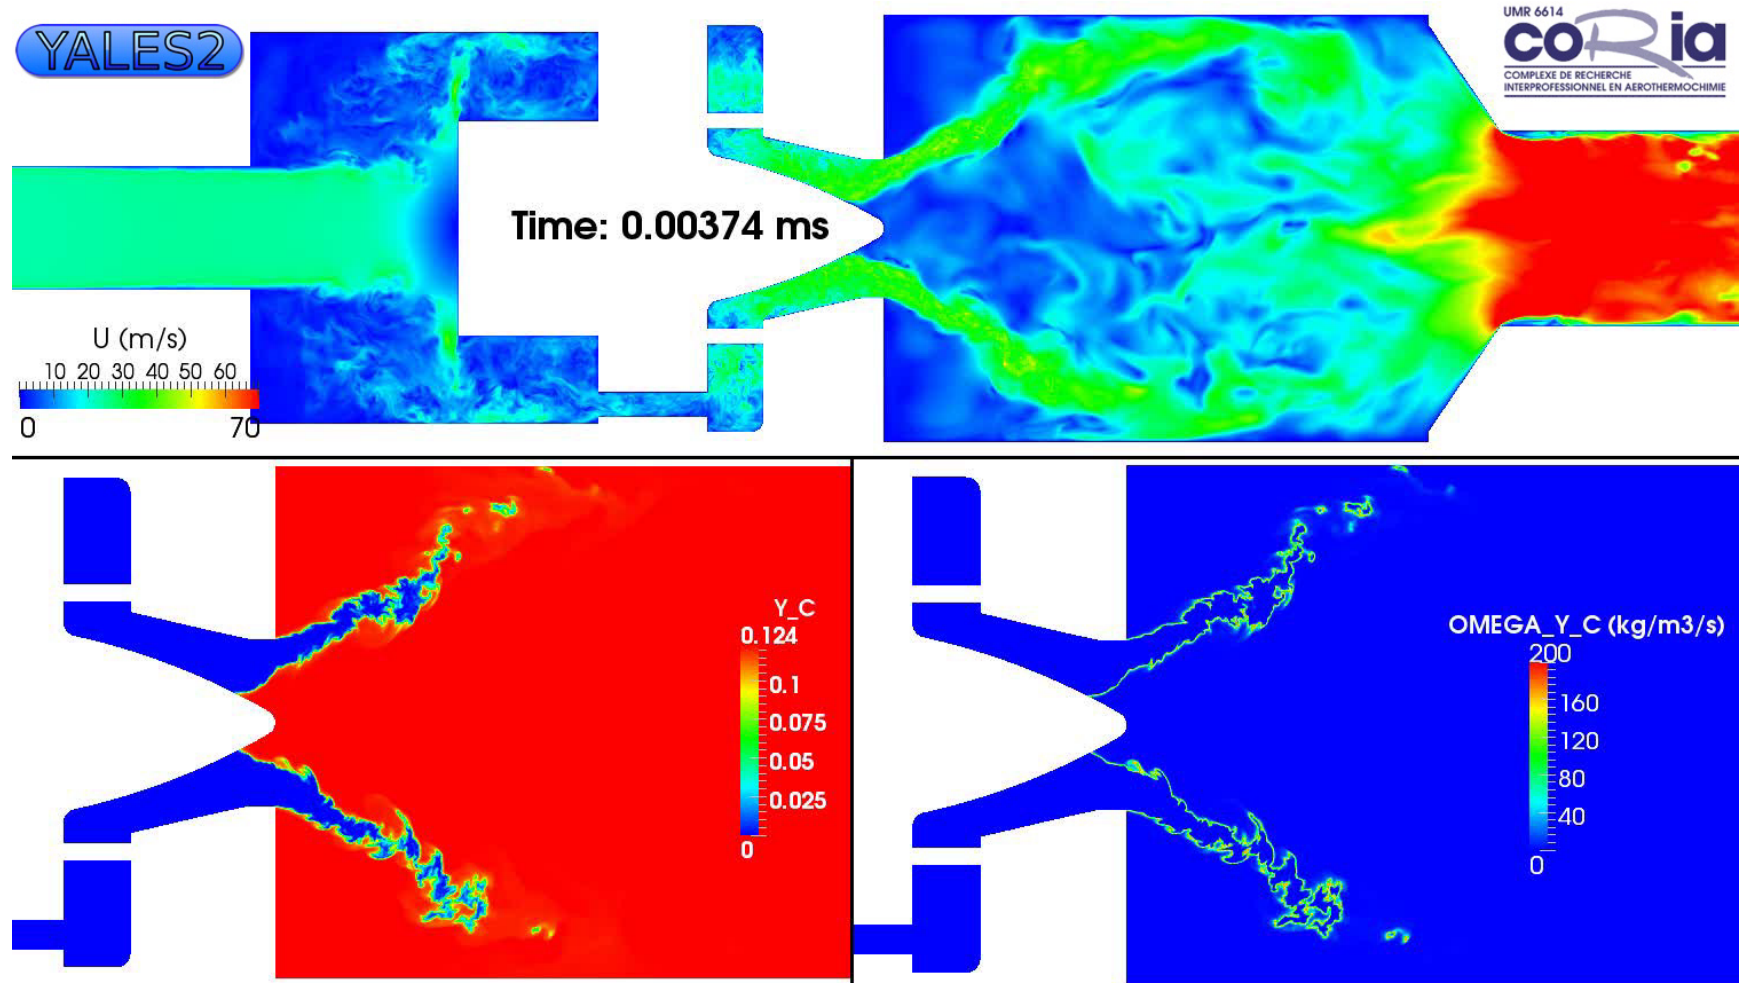 YALES2
UMR 6614
coRia
COMPLEXE DE RECHERCHE
INTERPROFESSIONNEL EN AEROTHERMOCHIMIE
Time: 0.00374 ms
U (m/s)
10 20 30 40 50 60
0 70
Y_C
0.124
0.1
0.075
0.05
0.025
0
OMEGA_Y_C (kg/m3/s)
200
160
120
80
40
0